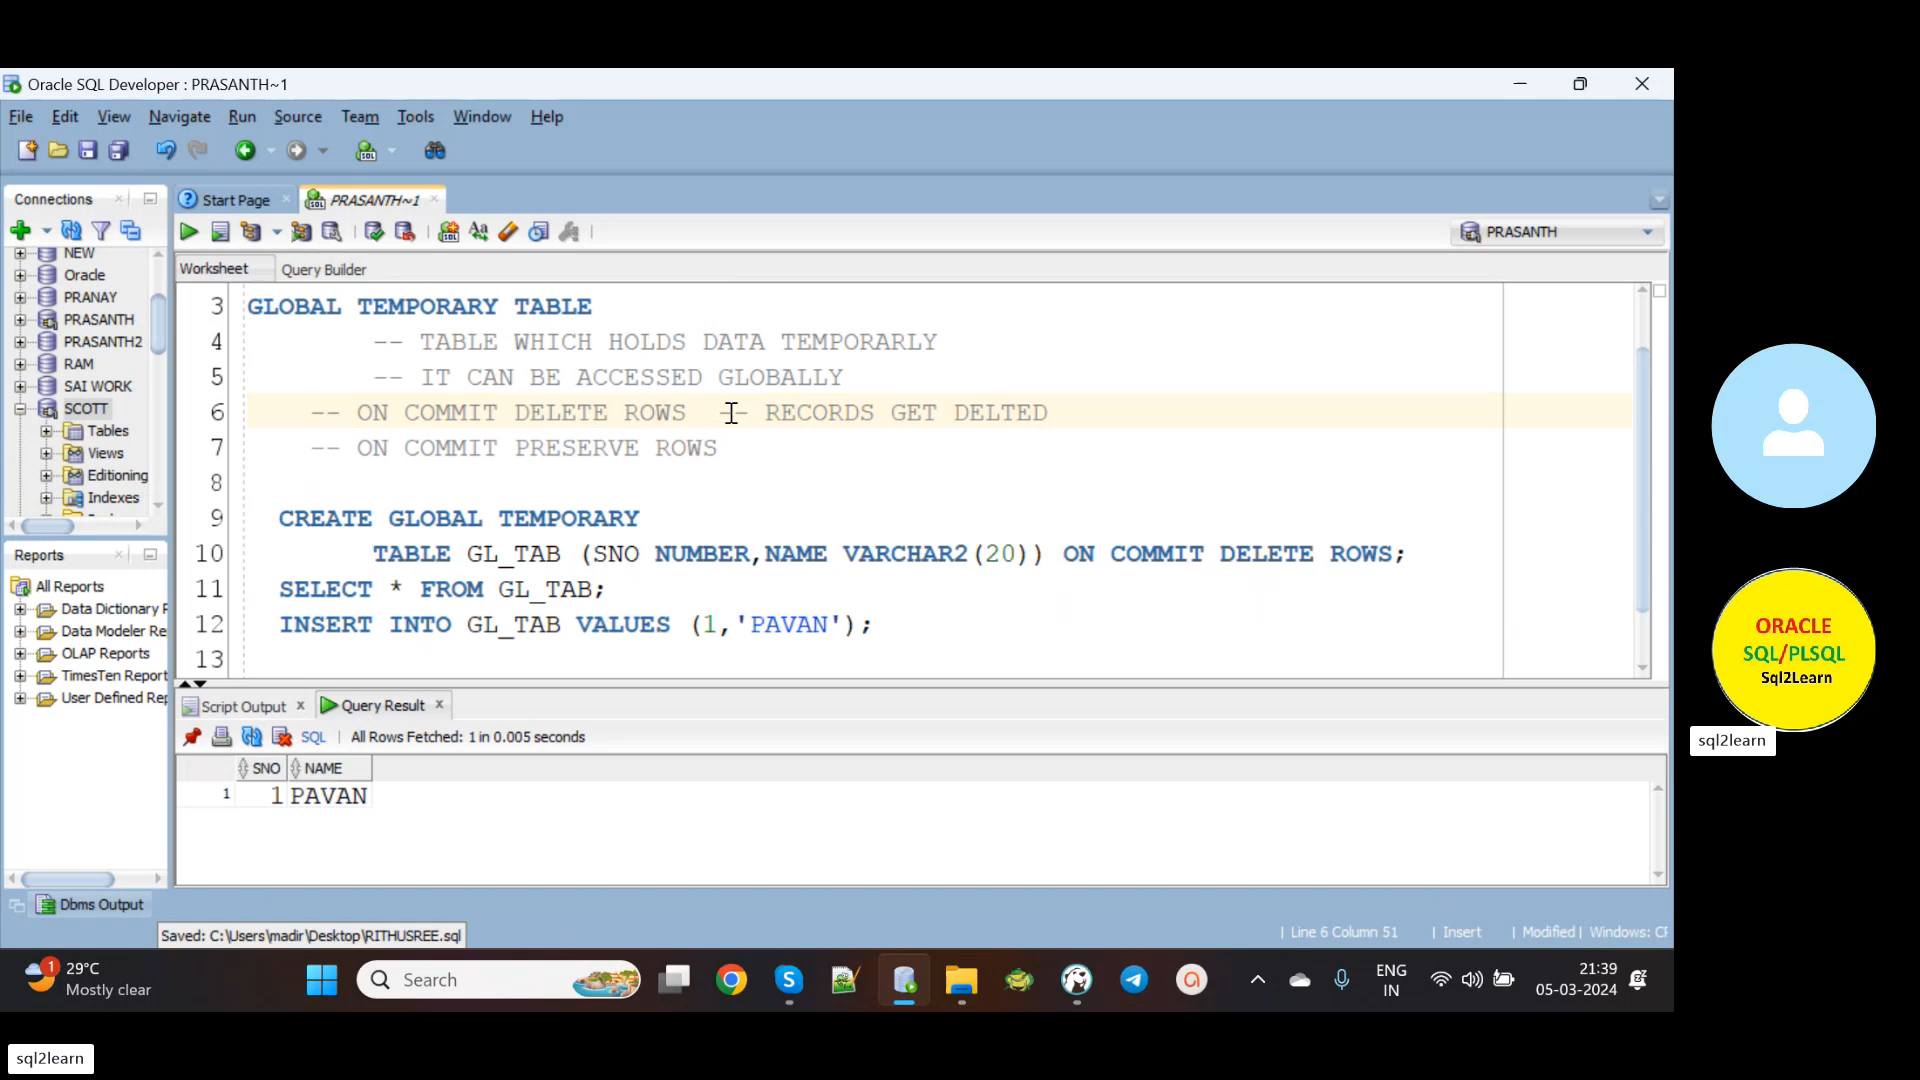 Oracle SQL Developer : PRASANTH~1
File Edit View Navigate Run Source Team Tools Window Help
Connections
Start Page
PRASANTH~1
PRASANTH
NEW
Oracle
PRANAY
PRASANTH
PRASANTH2
RAM
SAI WORK
SCOTT
Tables
Views
Editioning
Indexes
Worksheet Query Builder
3 GLOBAL TEMPORARY TABLE
4 -- TABLE WHICH HOLDS DATA TEMPORARLY
5 -- IT CAN BE ACCESSED GLOBALLY
6 -- ON COMMIT DELETE ROWS -- RECORDS GET DELTED
7 -- ON COMMIT PRESERVE ROWS
8
9 CREATE GLOBAL TEMPORARY
10 TABLE GL_TAB (SNO NUMBER,NAME VARCHAR2(20)) ON COMMIT DELETE ROWS;
11 SELECT * FROM GL_TAB;
12 INSERT INTO GL_TAB VALUES (1,'PAVAN');
13
Reports
All Reports
Data Dictionary R
Data Modeler Re
OLAP Reports
TimesTen Report
User Defined Rep
Script Output Query Result
SQL | All Rows Fetched: 1 in 0.005 seconds
SNO NAME
1 1 PAVAN
Dbms Output
Saved: C:\Users\madir\Desktop\RITHUSREE.sql
| Line 6 Column 51 | Insert | Modified | Windows: CR
1
29°C
Mostly clear
Search
ENG
IN
21:39
05-03-2024
ORACLE
SQL/PLSQL
Sql2Learn
sql2learn
sql2learn